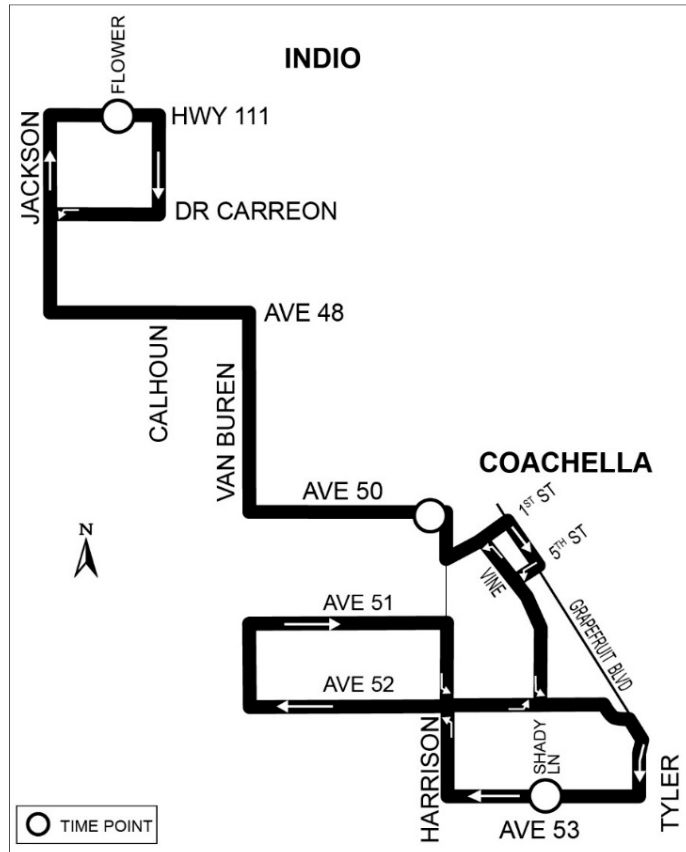 FLOWER
INDIO
HWY 111
JACKSON
DR CARREON
AVE 48
CALHOUN
VAN BUREN
COACHELLA
AVE 50
1ST ST
5TH ST
N
VINE
GRAPEFRUIT BLVD
AVE 51
AVE 52
HARRISON
SHADY
LN
TYLER
AVE 53
TIME POINT